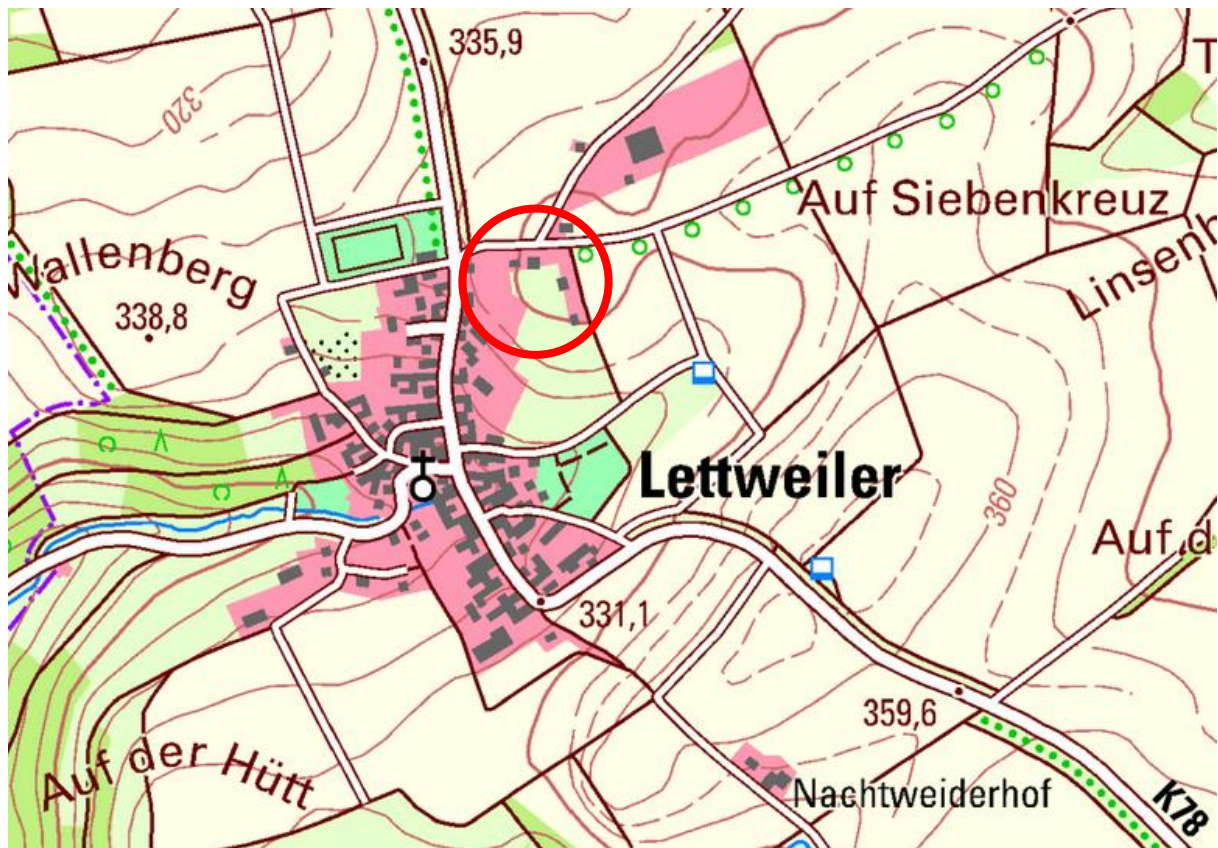 335,9
320
T
Auf Siebenkreuz
Wallenberg
Linsenh
338,8
Lettweiler
360
Auf d
331,1
359,6
Auf der Hütt
Nachtweiderhof
K78